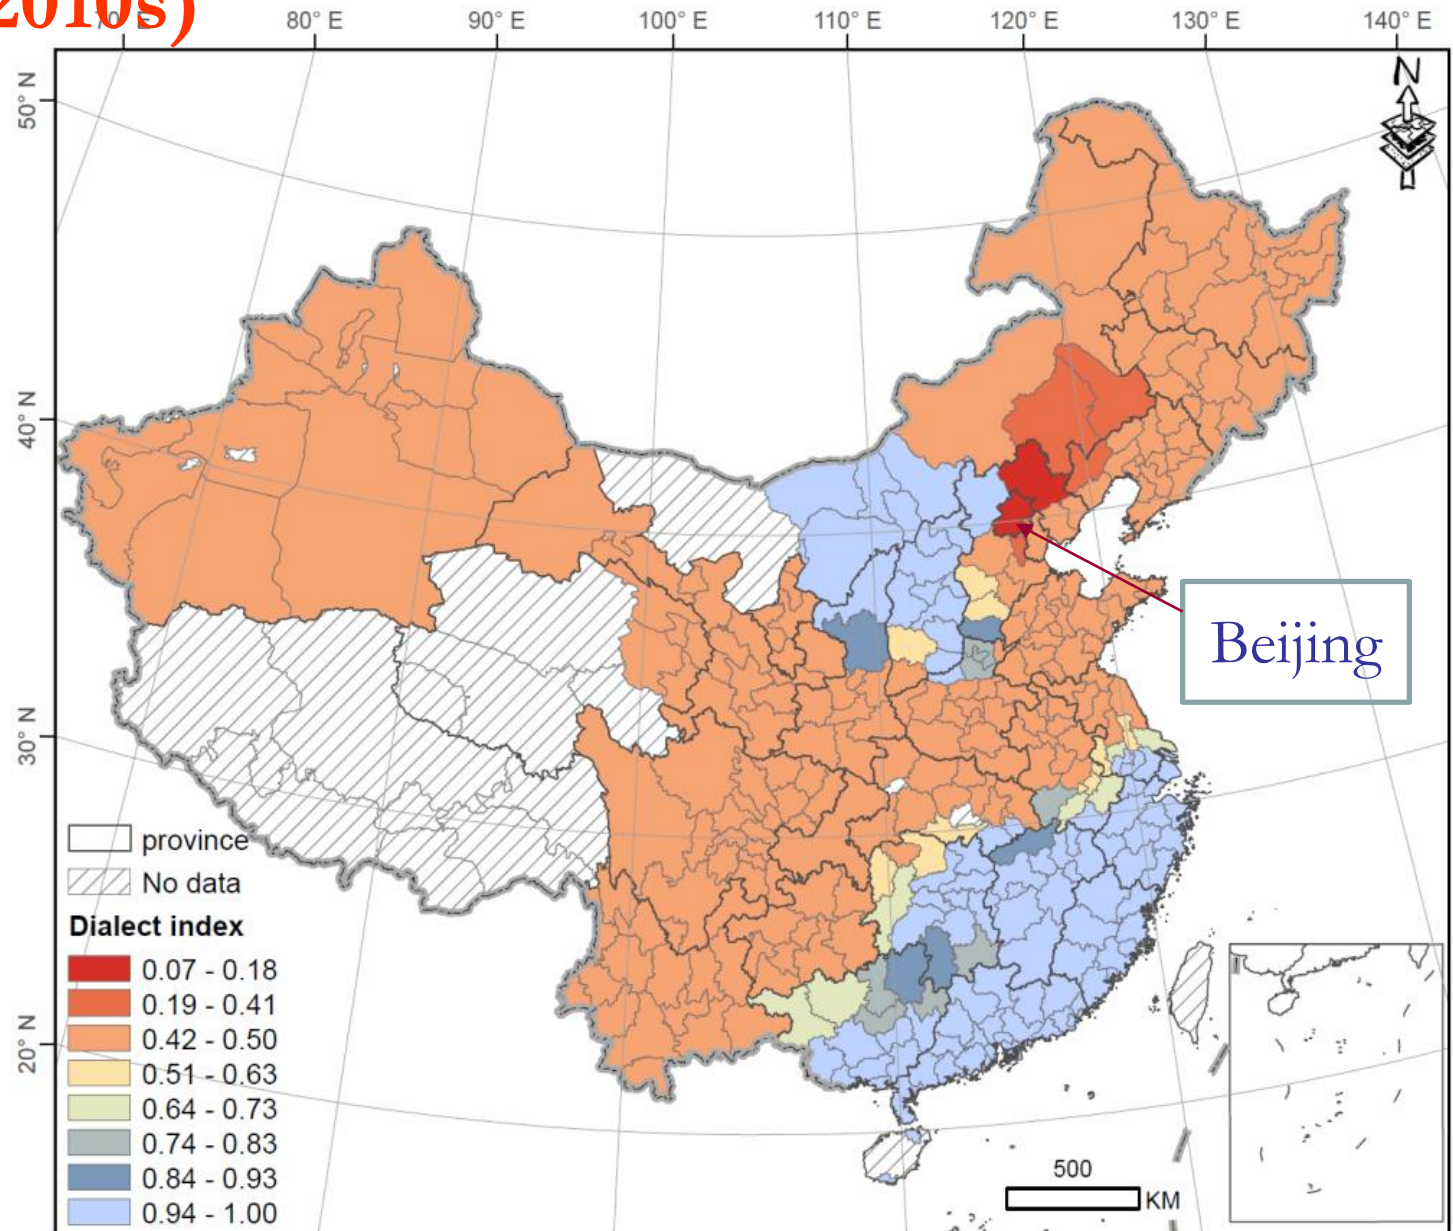 2010s)
70° E 80° E 90° E 100° E 110° E 120° E 130° E 140° E
50° N
40° N
30° N
20° N
N
Beijing
province
No data
Dialect index
0.07 - 0.18
0.19 - 0.41
0.42 - 0.50
0.51 - 0.63
0.64 - 0.73
0.74 - 0.83
0.84 - 0.93
0.94 - 1.00
500
KM